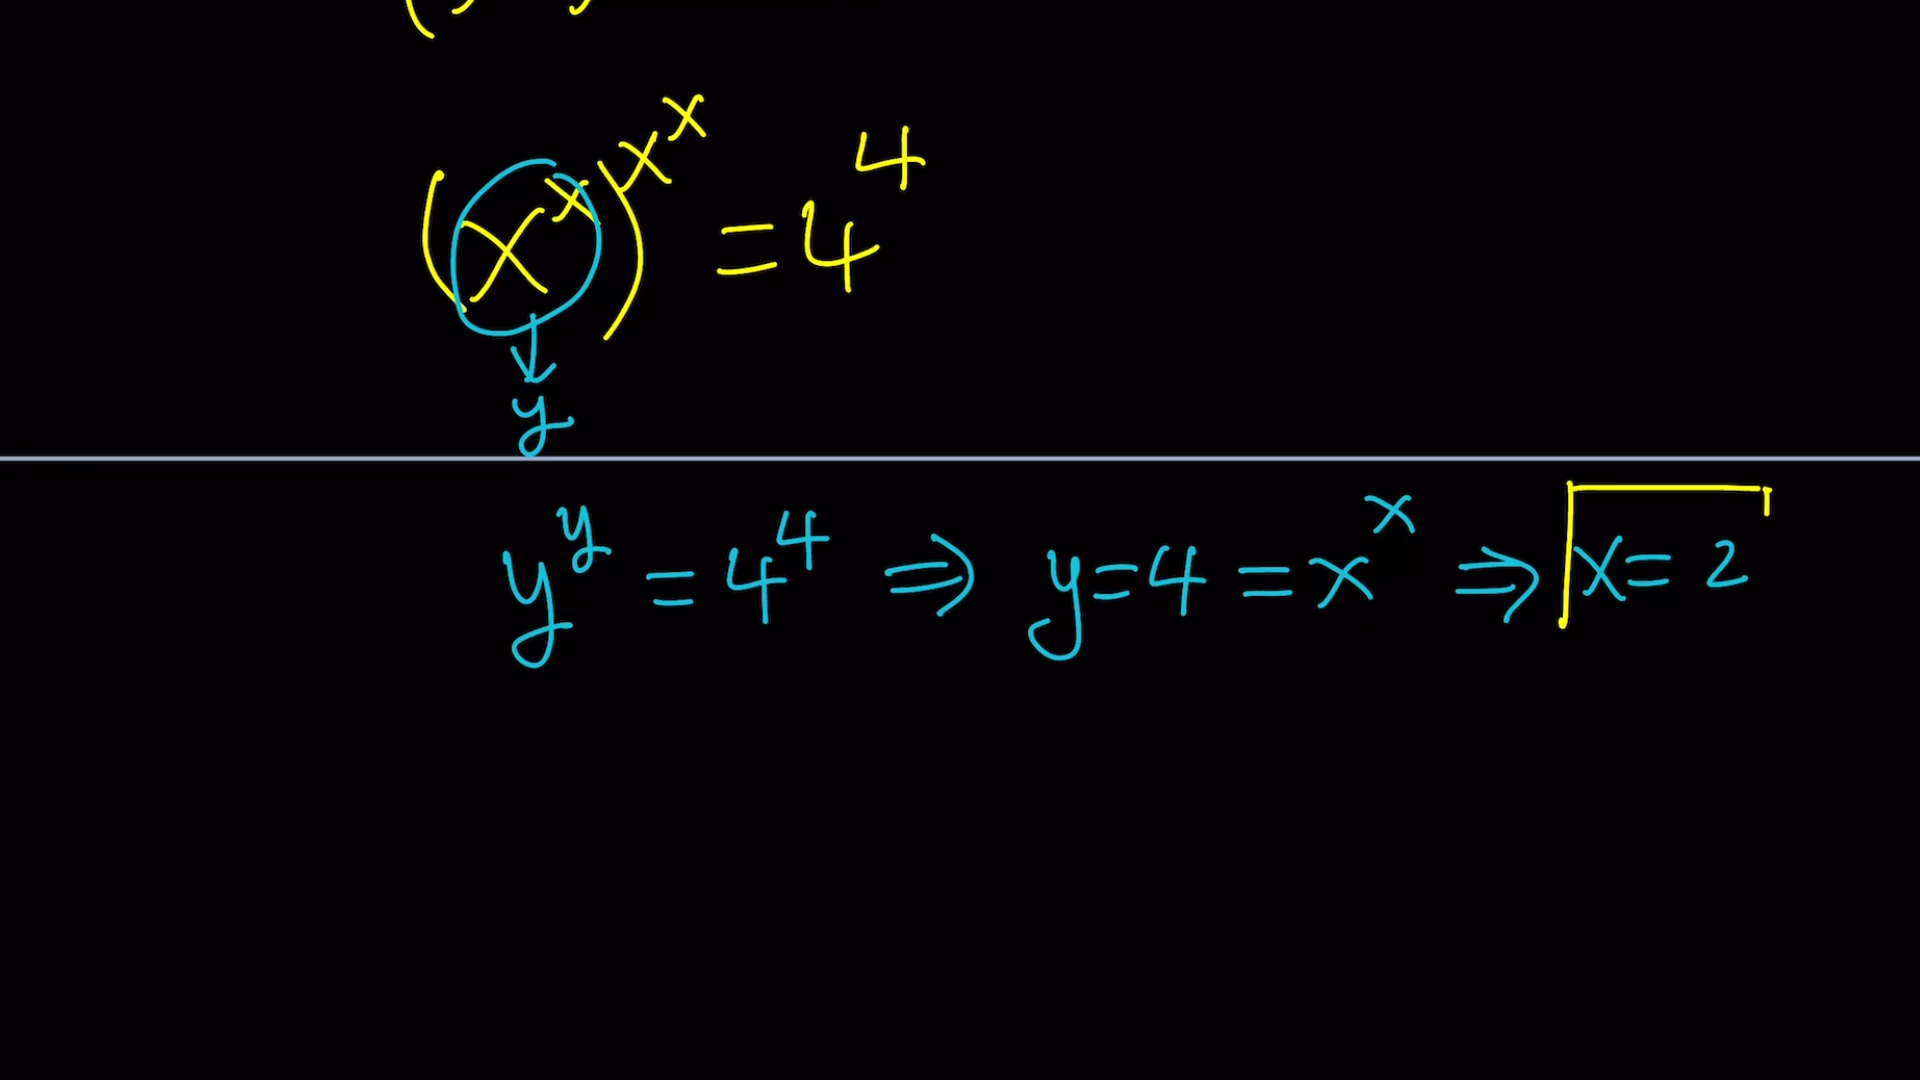 (x^x)^x^x = 4^4
y
y^y = 4^4 ⇒ y = 4 = x^x ⇒ x = 2